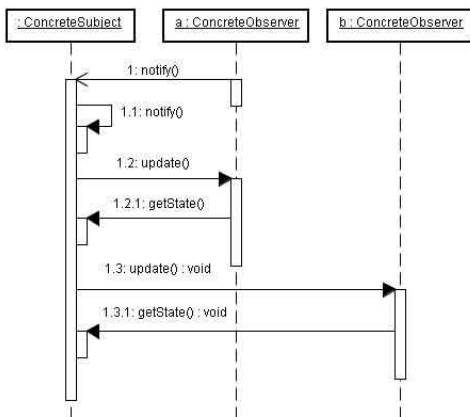 : ConcreteSubject
a : ConcreteObserver
b : ConcreteObserver
1: notify()
1.1: notify()
1.2: update()
1.2.1: getState()
1.3: update() : void
1.3.1: getState() : void